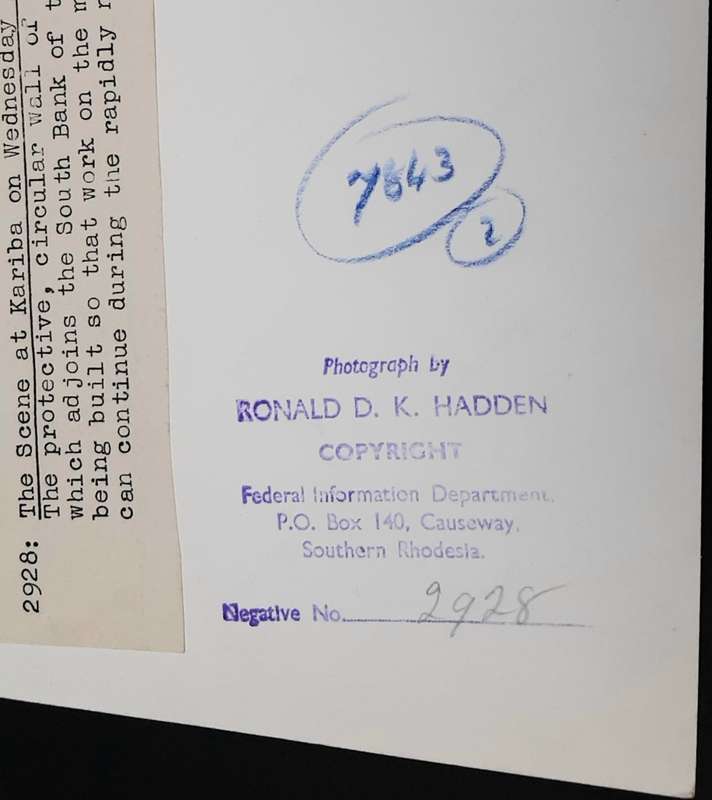 2928: The Scene at Kariba on Wednesday
The protective, circular wall of
which adjoins the South Bank of
being built so that work on the
can continue during the rapidly
7643
2
Photograph by
RONALD D. K. HADDEN
COPYRIGHT
Federal Information Department.
P.O. Box 140, Causeway.
Southern Rhodesia.
Negative No. 2928